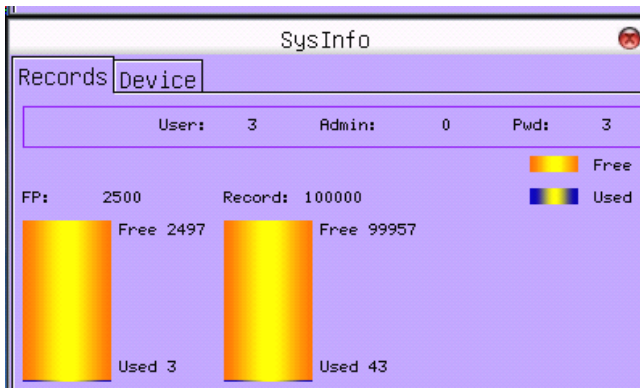 SysInfo
Records Device
User: 3 Admin: 0 Pwd: 3
Free
FP: 2500 Record: 100000 Used
Free 2497 Free 99957
Used 3 Used 43